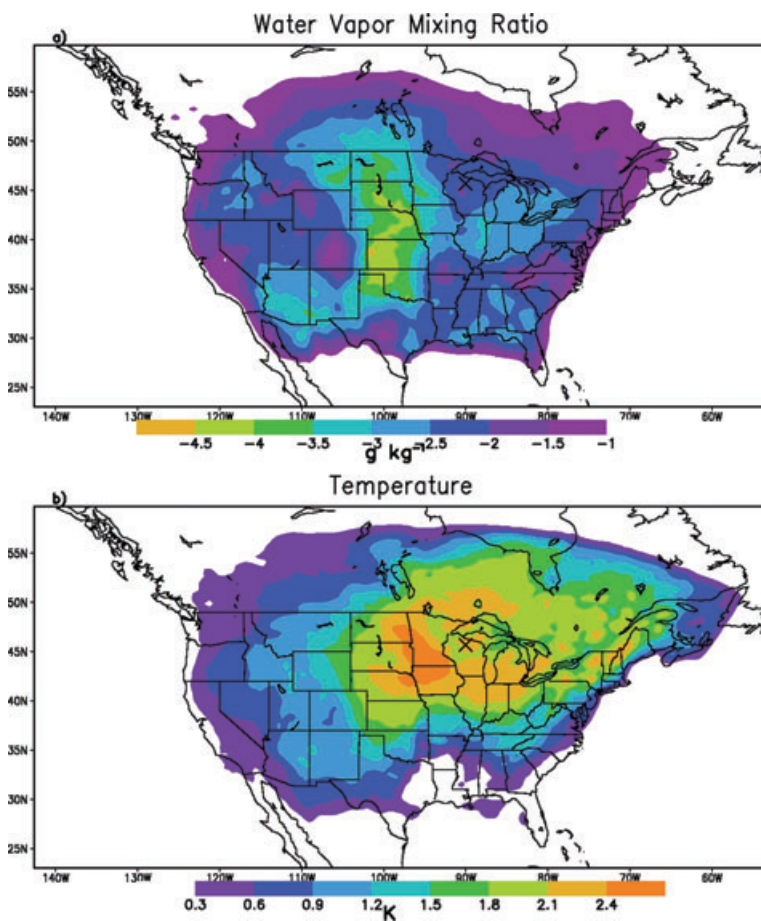 Water Vapor Mixing Ratio
a)
55N
50N
45N
40N
35N
30N
25N
140W 130W 120W 110W 100W 90W 80W 70W 60W
-4.5 -4 -3.5 -3 -2.5 -2 -1.5 -1
g kg⁻¹
Temperature
b)
55N
50N
45N
40N
35N
30N
25N
140W 130W 120W 110W 100W 90W 80W 70W 60W
0.3 0.6 0.9 1.2 1.5 1.8 2.1 2.4
K